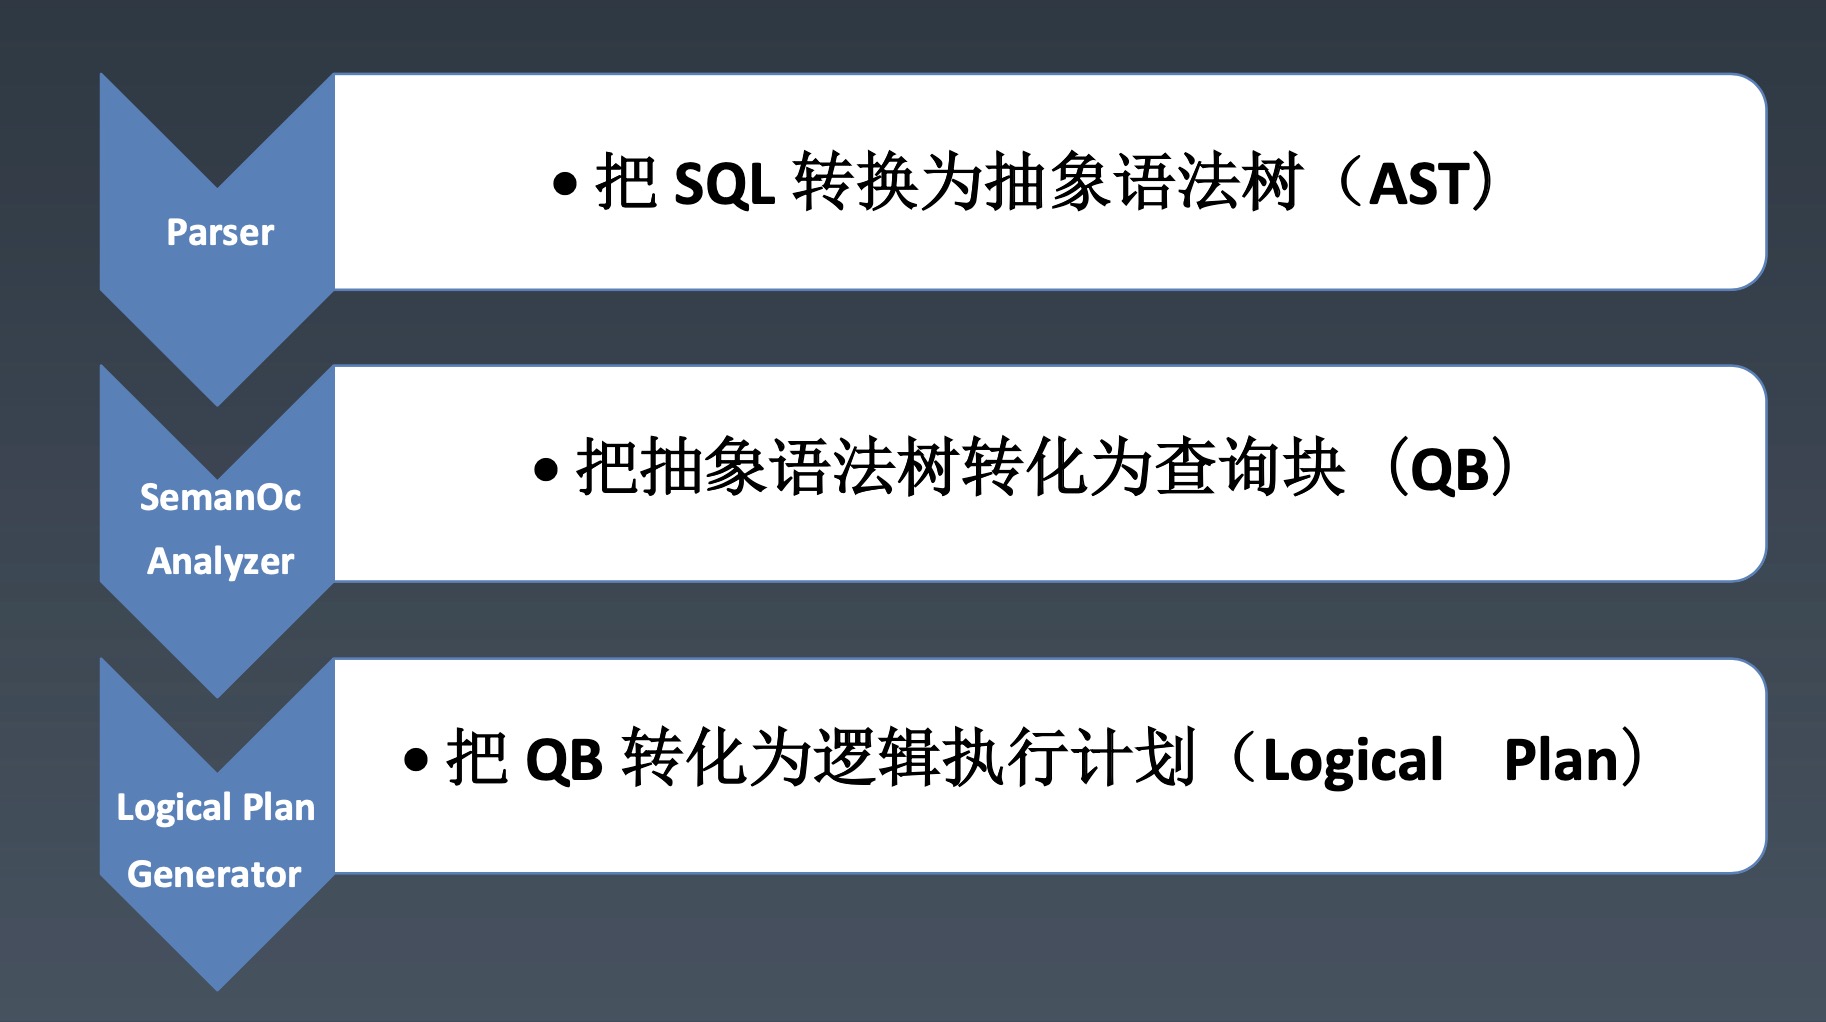 Parser
• 把 SQL 转换为抽象语法树（AST）
SemanOc
Analyzer
• 把抽象语法树转化为查询块（QB）
Logical Plan
Generator
• 把 QB 转化为逻辑执行计划（Logical Plan）